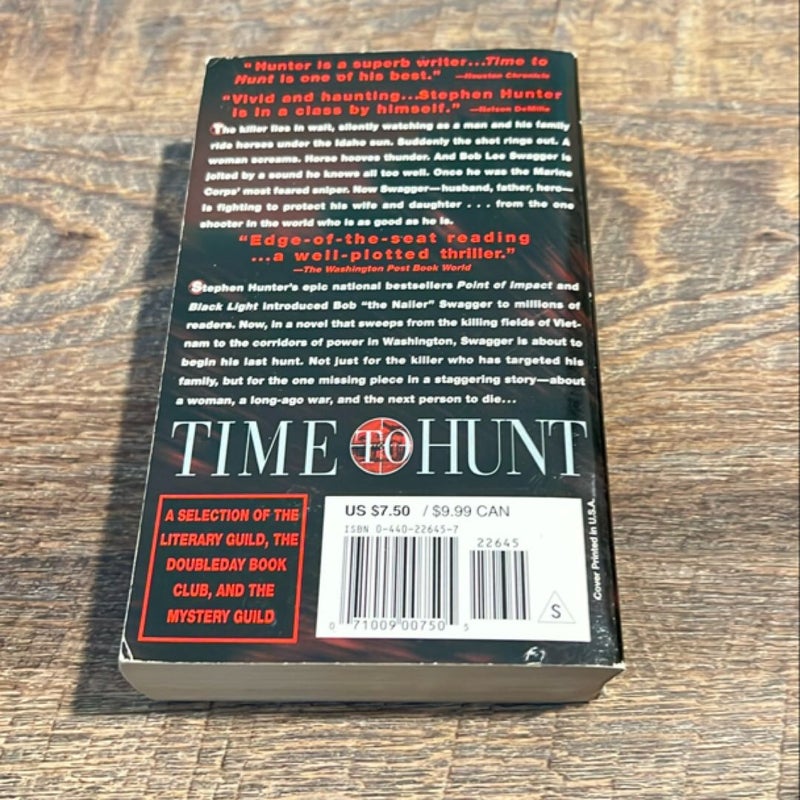 "Hunter is a superb writer...Time to
Hunt is one of his best." —Houston Chronicle
"Vivid and haunting...Stephen Hunter
is in a class by himself." —Nelson DeMille
The killer lies in wait, silently watching as a man and his family
ride horses under the Idaho sun. Suddenly the shot rings out. A
woman screams. Horse hooves thunder. And Bob Lee Swagger is
jolted by a sound he knows all too well. Once he was the Marine
Corps' most feared sniper. Now Swagger—husband, father, hero—
is fighting to protect his wife and daughter . . . from the one
shooter in the world who is as good as he is.
"Edge-of-the-seat reading
...a well-plotted thriller."
—The Washington Post Book World
Stephen Hunter's epic national bestsellers Point of Impact and
Black Light introduced Bob "the Nailer" Swagger to millions of
readers. Now, in a novel that sweeps from the killing fields of Viet-
nam to the corridors of power in Washington, Swagger is about to
begin his last hunt. Not just for the killer who has targeted his
family, but for the one missing piece in a staggering story—about
a woman, a long-ago war, and the next person to die...
TIME TO HUNT
A SELECTION OF THE
LITERARY GUILD, THE
DOUBLEDAY BOOK
CLUB, AND THE
MYSTERY GUILD
US $7.50 / $9.99 CAN
ISBN 0-440-22645-7
22645
0 71009 00750 5
S
Cover Printed in U.S.A.